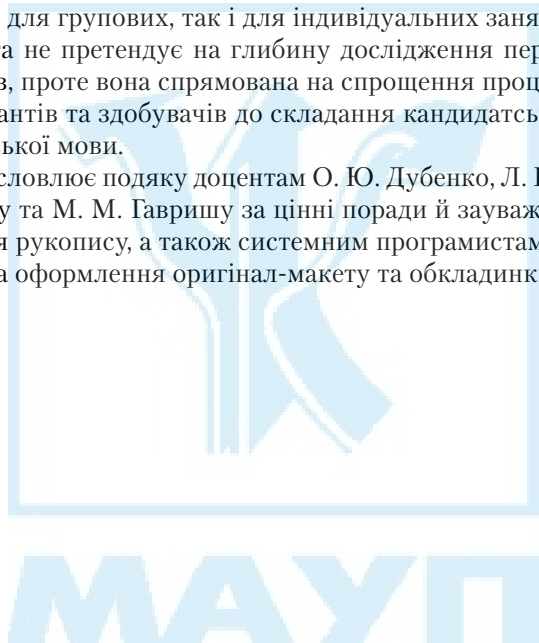 для групових, так і для індивідуальних заня
та не претендує на глибину дослідження пер
в, проте вона спрямована на спрощення проц
антів та здобувачів до складання кандидатсь
ької мови.
словлює подяку доцентам О. Ю. Дубенко, Л. І
у та М. М. Гавришу за цінні поради й зауваж
я рукопису, а також системним програмистам
а оформлення оригінал-макету та обкладинк
МАУП